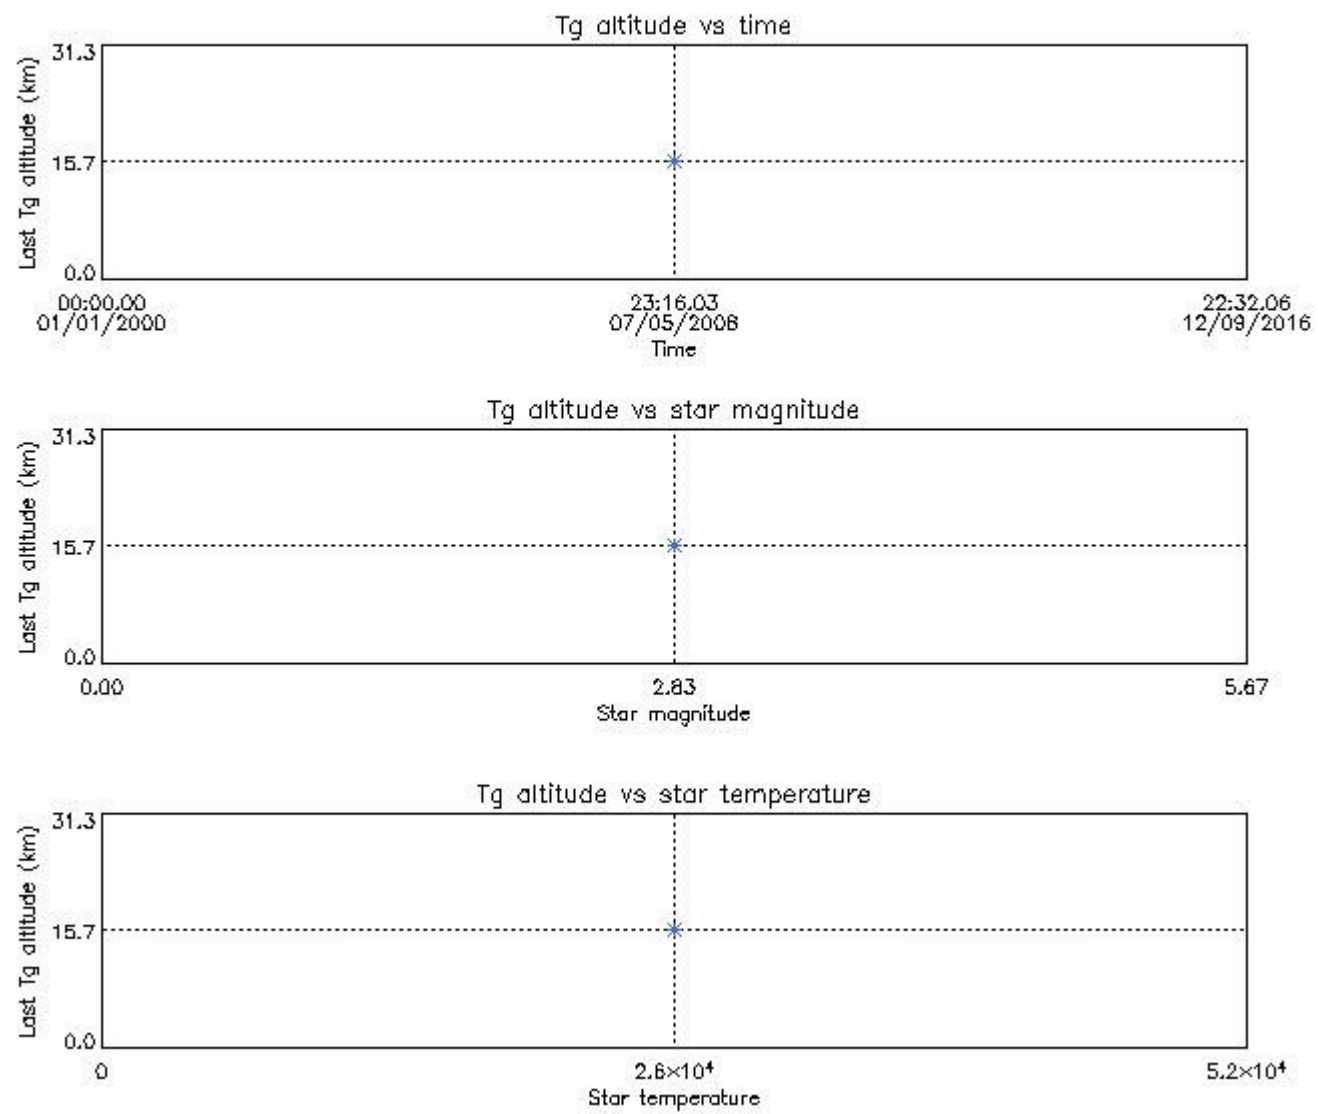 Tg altitude vs time
Last Tg altitude (km)
31.3
15.7
0.0
00:00.00 23:16.03 22:32.06
01/01/2000 07/05/2008 12/09/2016
Time
Tg altitude vs star magnitude
Last Tg altitude (km)
31.3
15.7
0.0
0.00 2.83 5.67
Star magnitude
Tg altitude vs star temperature
Last Tg altitude (km)
31.3
15.7
0.0
0 2.6×10⁴ 5.2×10⁴
Star temperature